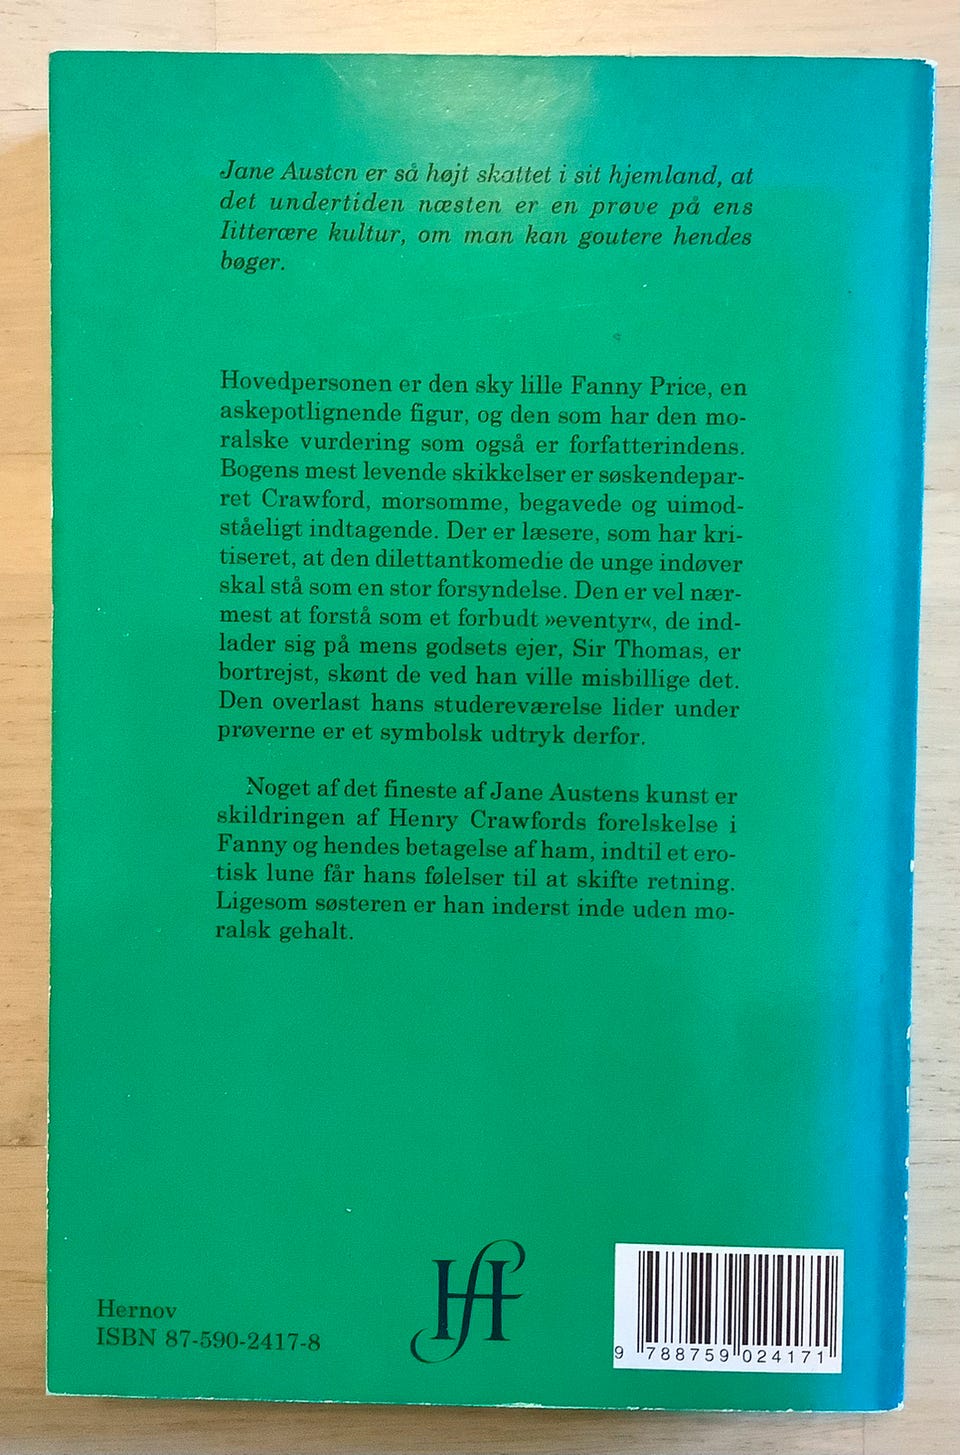 Jane Austen er så højt skattet i sit hjemland, at
det undertiden næsten er en prøve på ens
litterære kultur, om man kan goutere hendes
bøger.
Hovedpersonen er den sky lille Fanny Price, en
askepotlignende figur, og den som har den mo-
ralske vurdering som også er forfatterindens.
Bogens mest levende skikkelser er søskendepar-
ret Crawford, morsomme, begavede og uimod-
ståeligt indtagende. Der er læsere, som har kri-
tiseret, at den dilettantkomedie de unge indøver
skal stå som en stor forsyndelse. Den er vel nær-
mest at forstå som et forbudt »eventyr«, de ind-
lader sig på mens godsets ejer, Sir Thomas, er
bortrejst, skønt de ved han ville misbillige det.
Den overlast hans studereværelse lider under
prøverne er et symbolsk udtryk derfor.
Noget af det fineste af Jane Austens kunst er
skildringen af Henry Crawfords forelskelse i
Fanny og hendes betagelse af ham, indtil et ero-
tisk lune får hans følelser til at skifte retning.
Ligesom søsteren er han inderst inde uden mo-
ralsk gehalt.
Hernov
ISBN 87-590-2417-8
HF
9 788759 024171